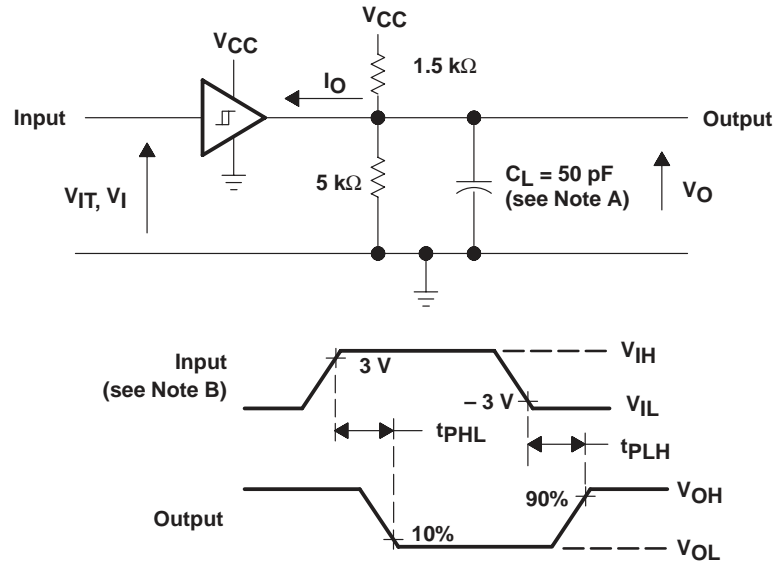 VCC
VCC
1.5 kΩ
IO
Input
Output
5 kΩ
CL = 50 pF
(see Note A)
VIT, VI
VO
Input
(see Note B)
3 V
VIH
– 3 V
VIL
tPHL
tPLH
Output
10%
90%
VOH
VOL